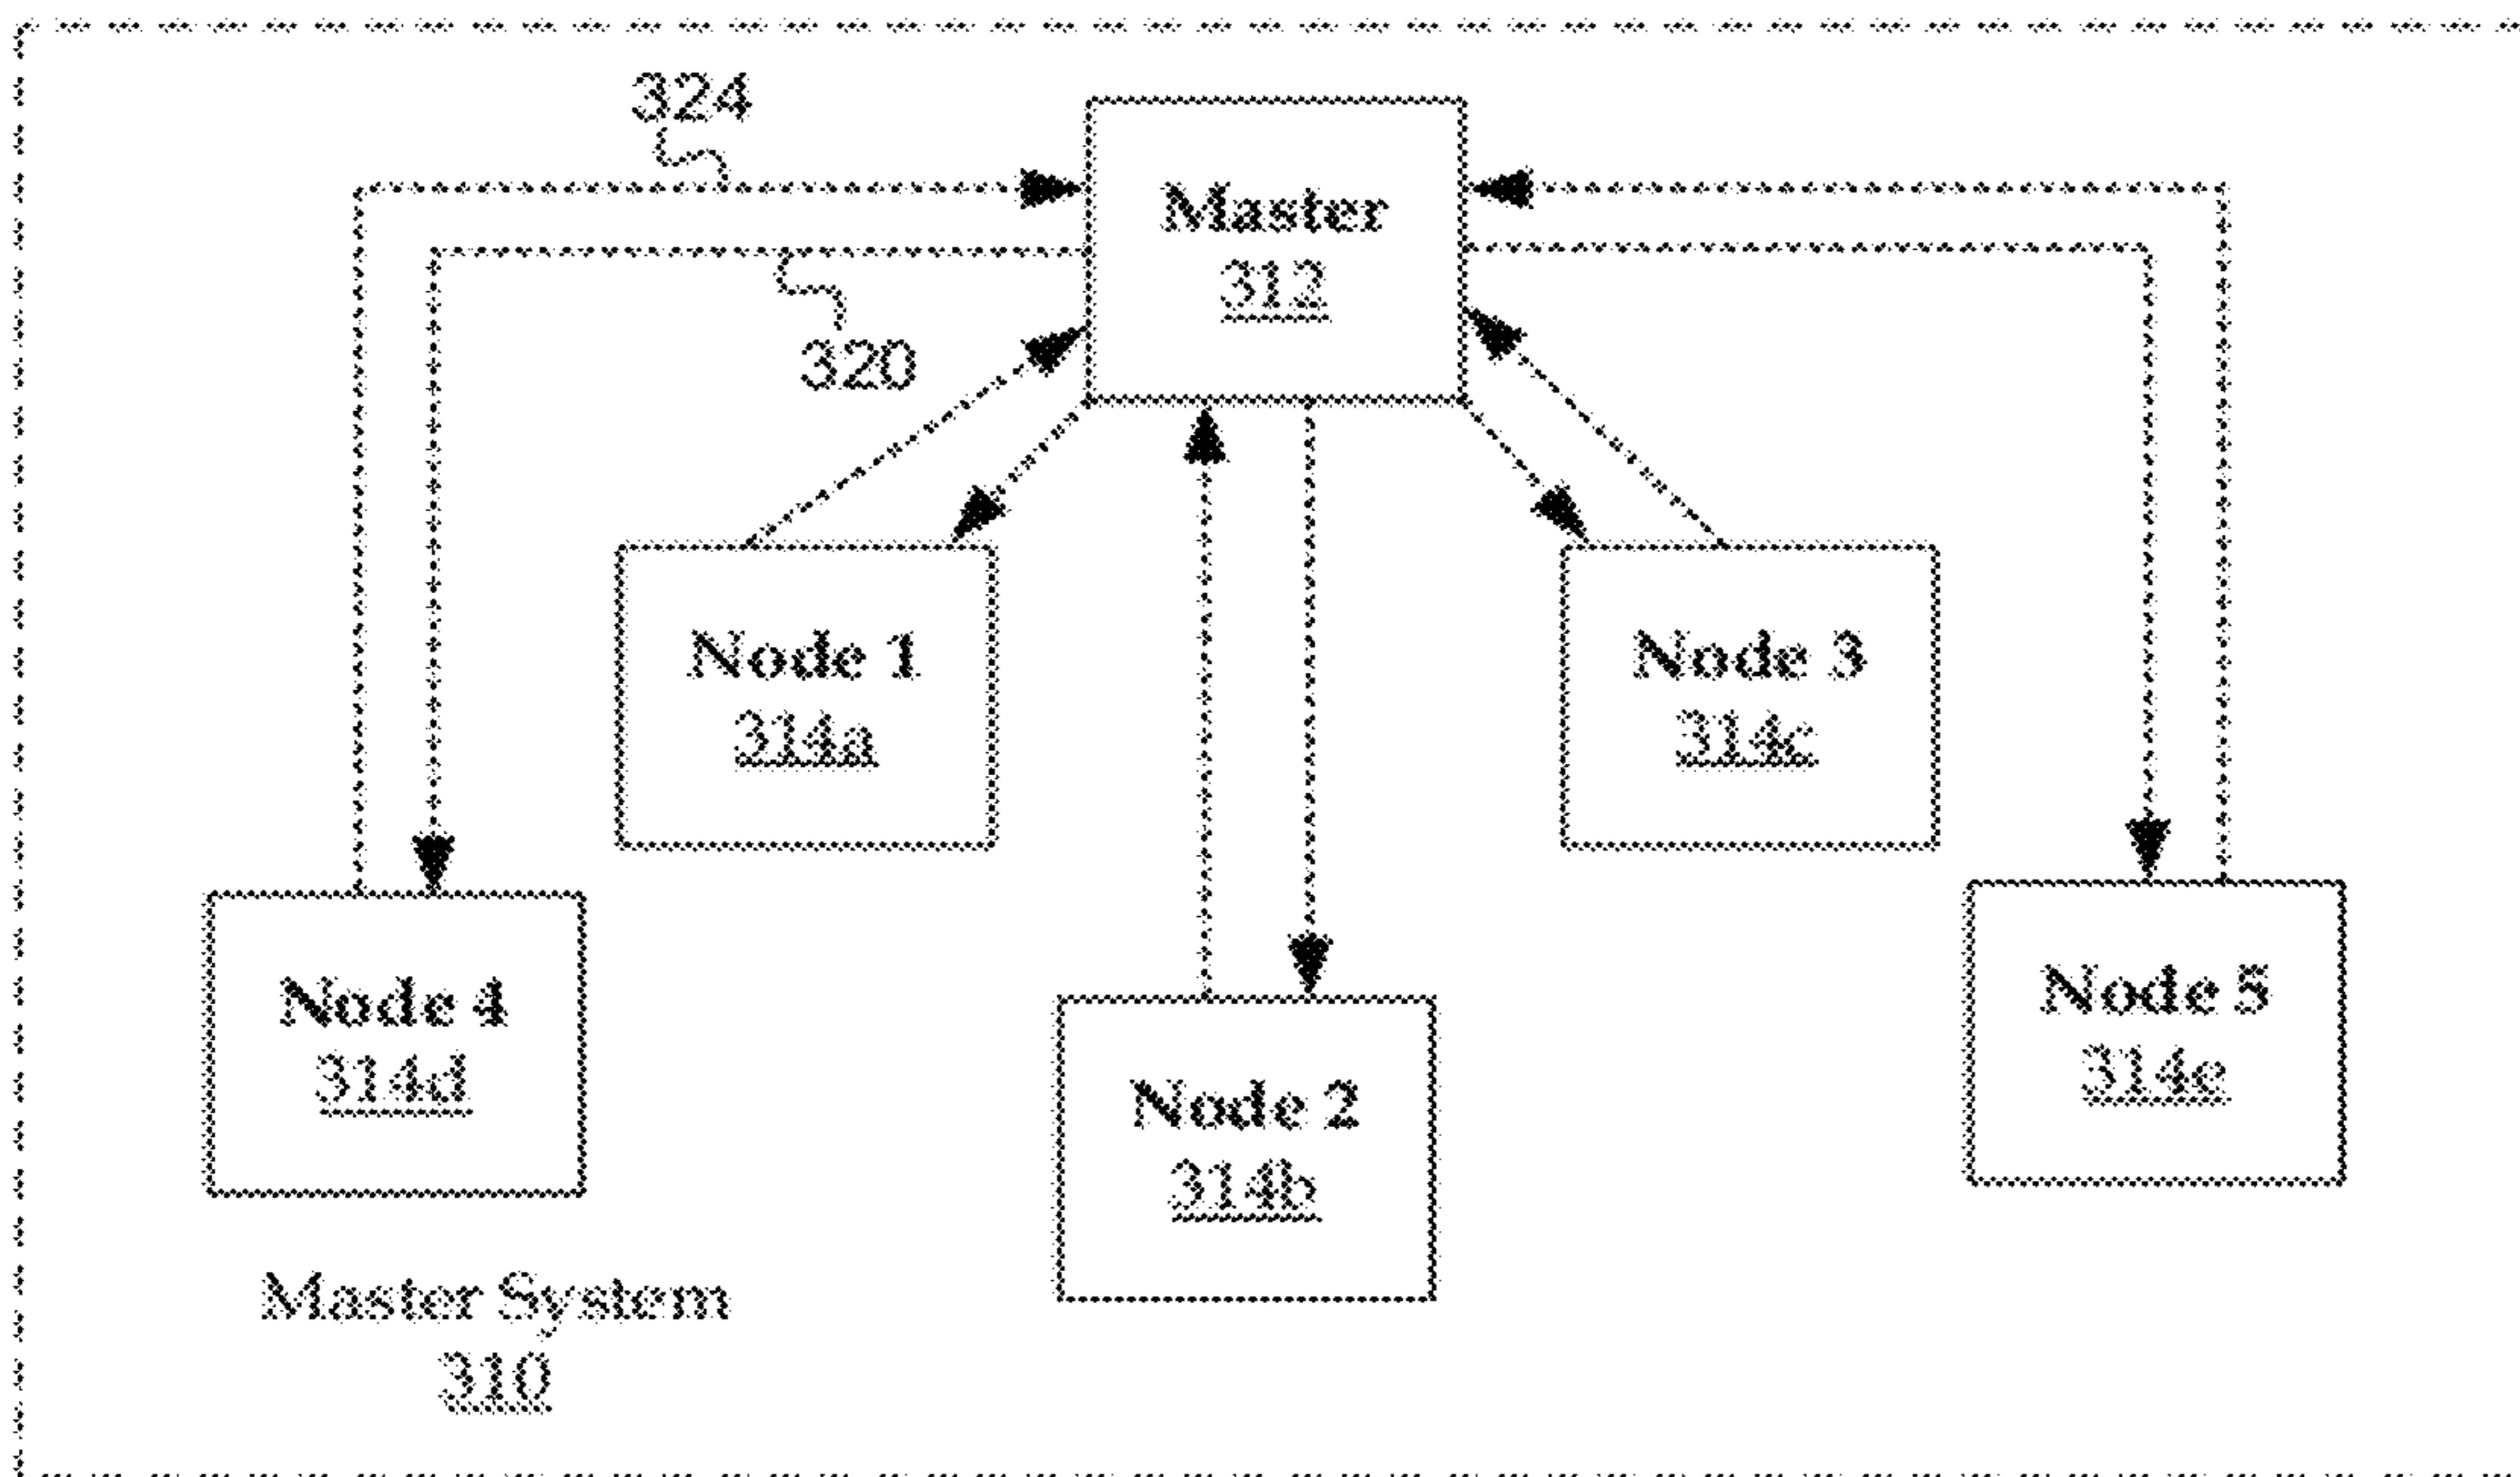 324
Master
312
320
Node 1
314a
Node 3
314c
Node 4
314d
Node 5
314e
Node 2
314b
Master System
310